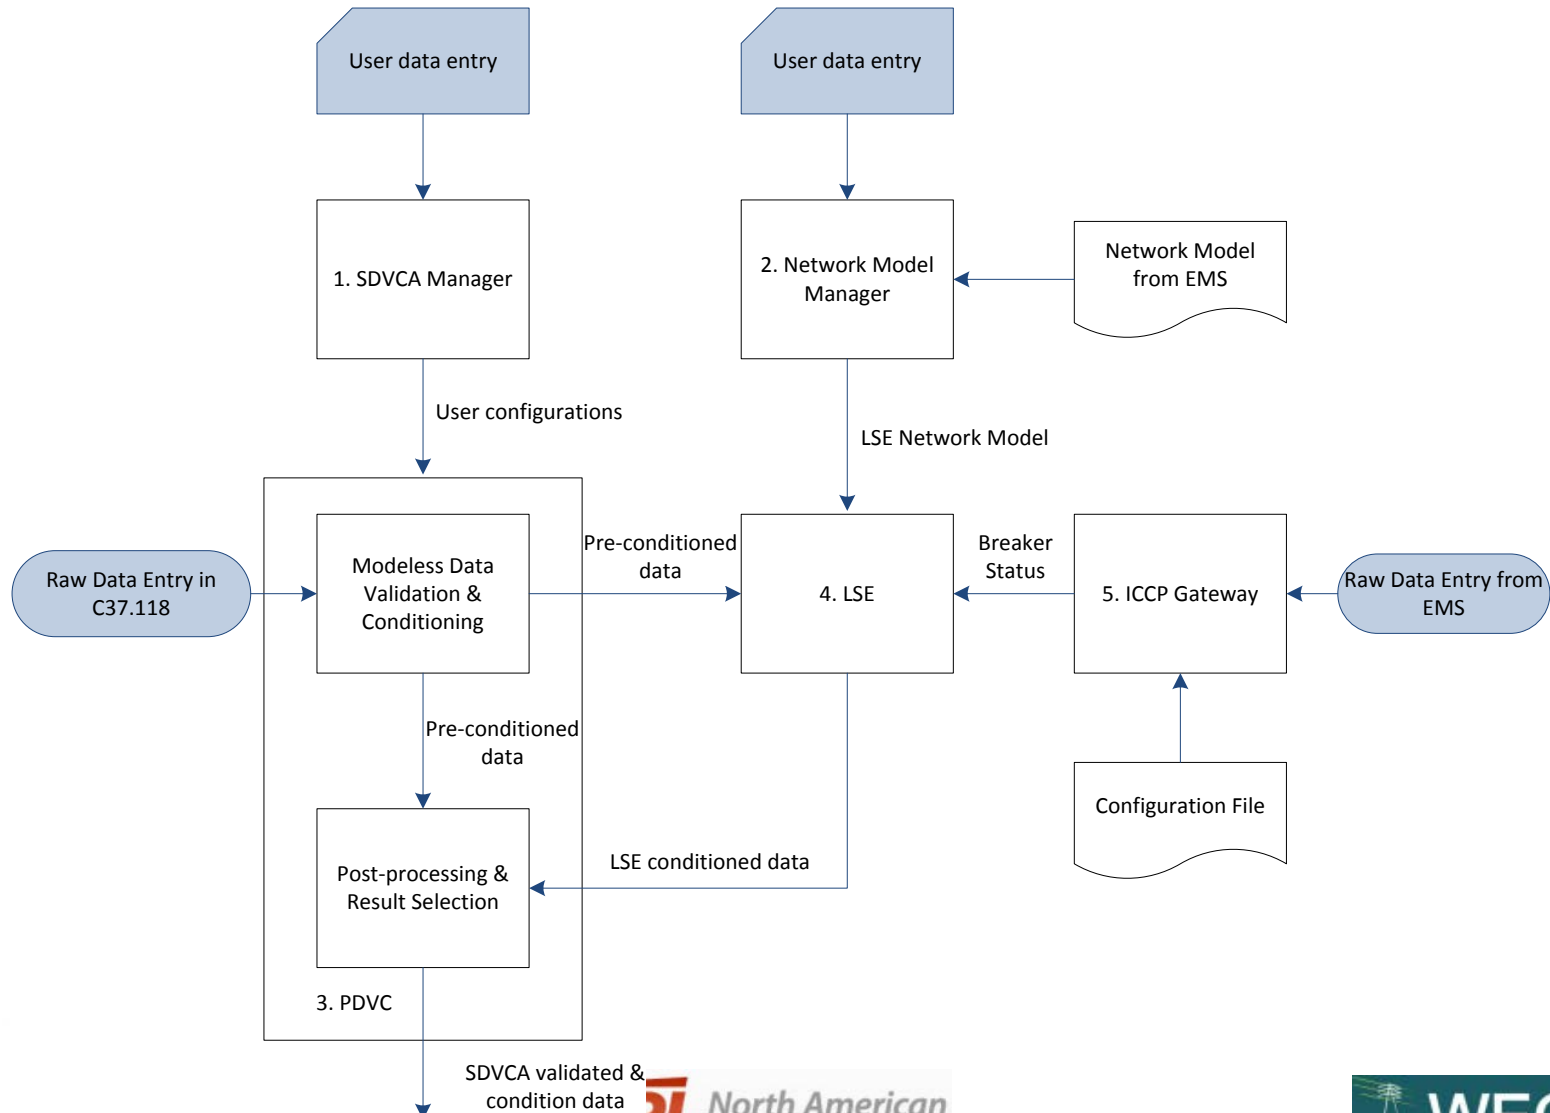 User data entry
User data entry
1. SDVCA Manager
2. Network Model
Manager
Network Model
from EMS
User configurations
LSE Network Model
Raw Data Entry in
C37.118
Modeless Data
Validation &
Conditioning
Pre-conditioned
data
4. LSE
Breaker
Status
5. ICCP Gateway
Raw Data Entry from
EMS
Pre-conditioned
data
Configuration File
Post-processing &
Result Selection
LSE conditioned data
3. PDVC
SDVCA validated &
condition data
North American